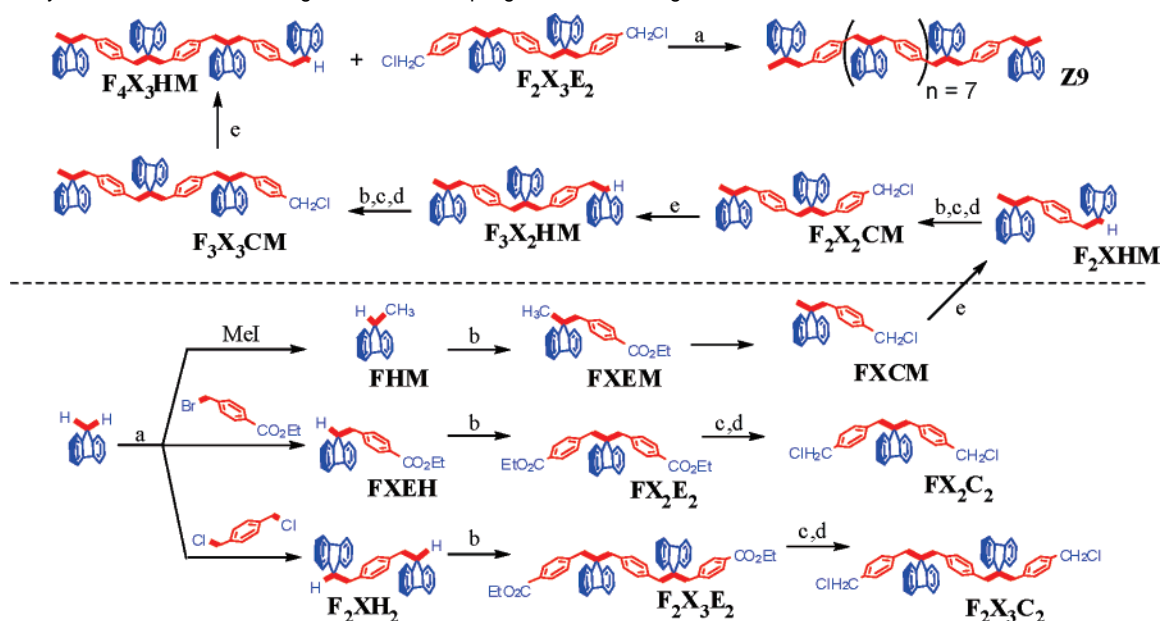 H
+
CH₂Cl
a
ClH₂C
F₄X₃HM
F₂X₃E₂
n = 7
Z9
e
CH₂Cl
b,c,d
H
e
CH₂Cl
b,c,d
H
F₃X₃CM
F₃X₂HM
F₂X₂CM
F₂XHM
MeI
H
CH₃
b
H₃C
CO₂Et
CH₂Cl
e
FHM
FXEM
FXCM
H
H
a
Br
CO₂Et
H
CO₂Et
b
EtO₂C
CO₂Et
c,d
ClH₂C
CH₂Cl
FXEH
FX₂E₂
FX₂C₂
Cl
Cl
H
H
b
EtO₂C
CO₂Et
c,d
ClH₂C
CH₂Cl
F₂XH₂
F₂X₃E₂
F₂X₃C₂